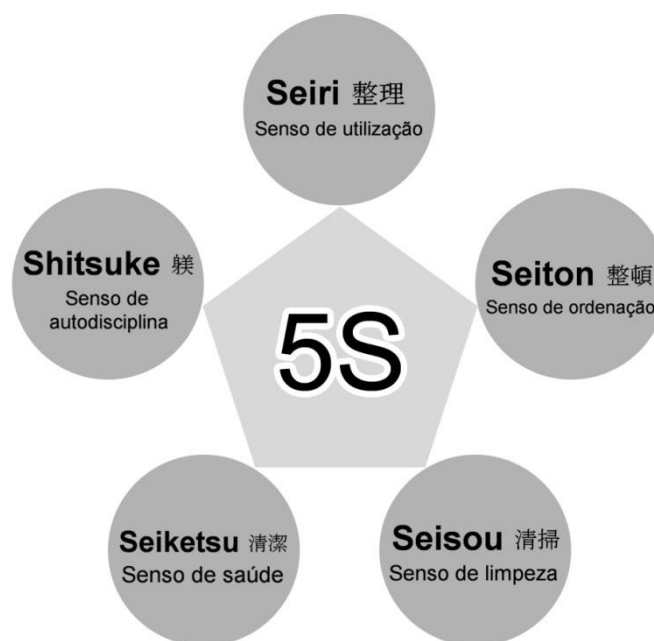 Seiri 整理
Senso de utilização
Shitsuke 躾
Senso de
autodisciplina
5S
Seiton 整頓
Senso de ordenação
Seiketsu 清潔
Senso de saúde
Seisou 清掃
Senso de limpeza